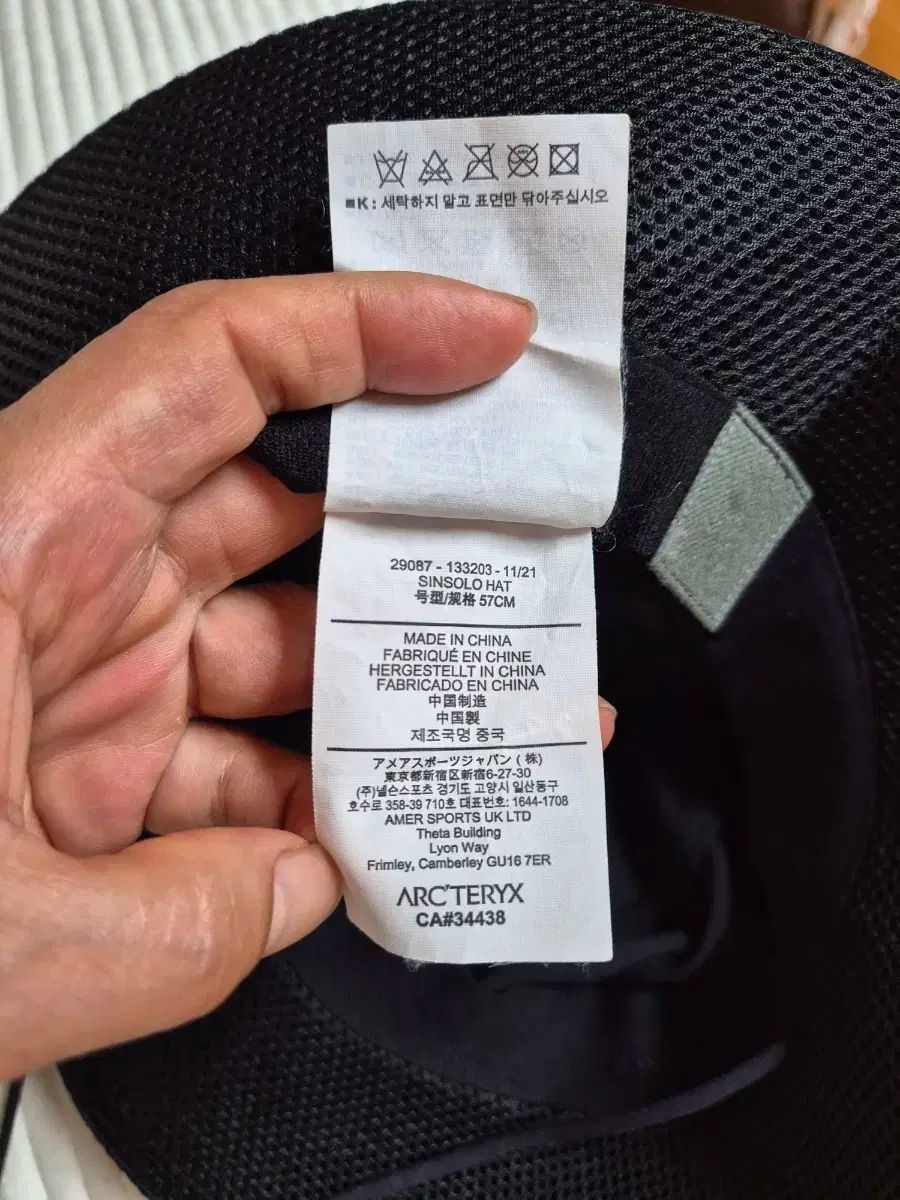 ■K : 세탁하지 말고 표면만 닦아주십시오
29087 - 133203 - 11/21
SINSOLO HAT
号型/規格 57CM
MADE IN CHINA
FABRIQUÉ EN CHINE
HERGESTELLT IN CHINA
FABRICADO EN CHINA
中国制造
中国製
제조국명 중국
アメアスポーツジャパン ( 株)
東京都新宿区新宿6-27-30
(주)넬슨스포츠 경기도 고양시 일산동구
호수로 358-39 710호 대표번호: 1644-1708
AMER SPORTS UK LTD
Theta Building
Lyon Way
Frimley, Camberley GU16 7ER
ARC'TERYX
CA#34438